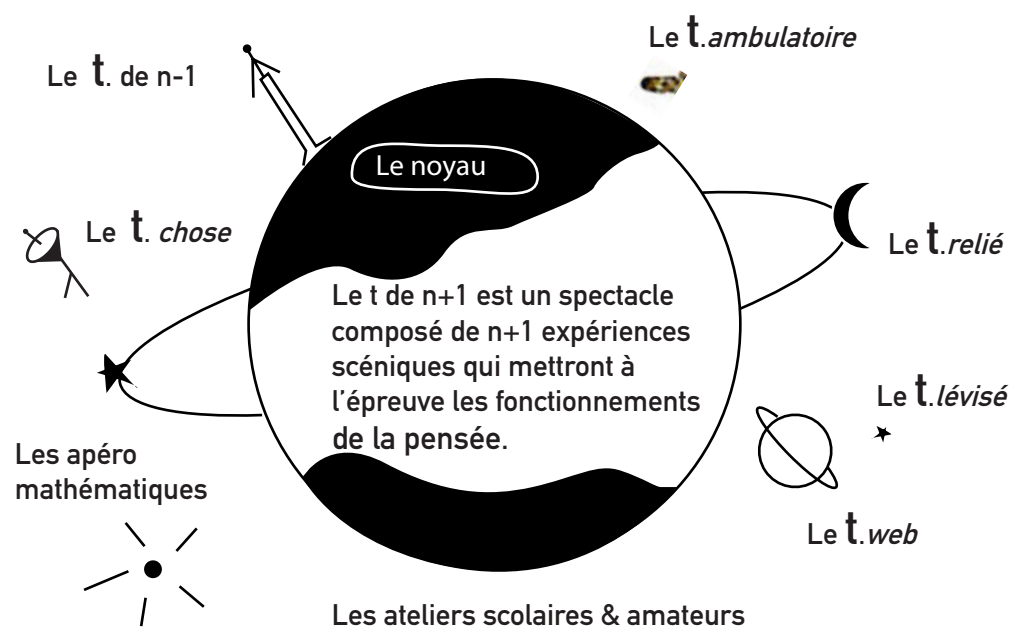 Le t.ambulatoire
Le t. de n-1
Le noyau
Le t. chose
Le t.relié
Le t de n+1 est un spectacle
composé de n+1 expériences
scéniques qui mettront à
l'épreuve les fonctionnements
de la pensée.
Le t.lévisé
Les apéro
mathématiques
Le t.web
Les ateliers scolaires & amateurs